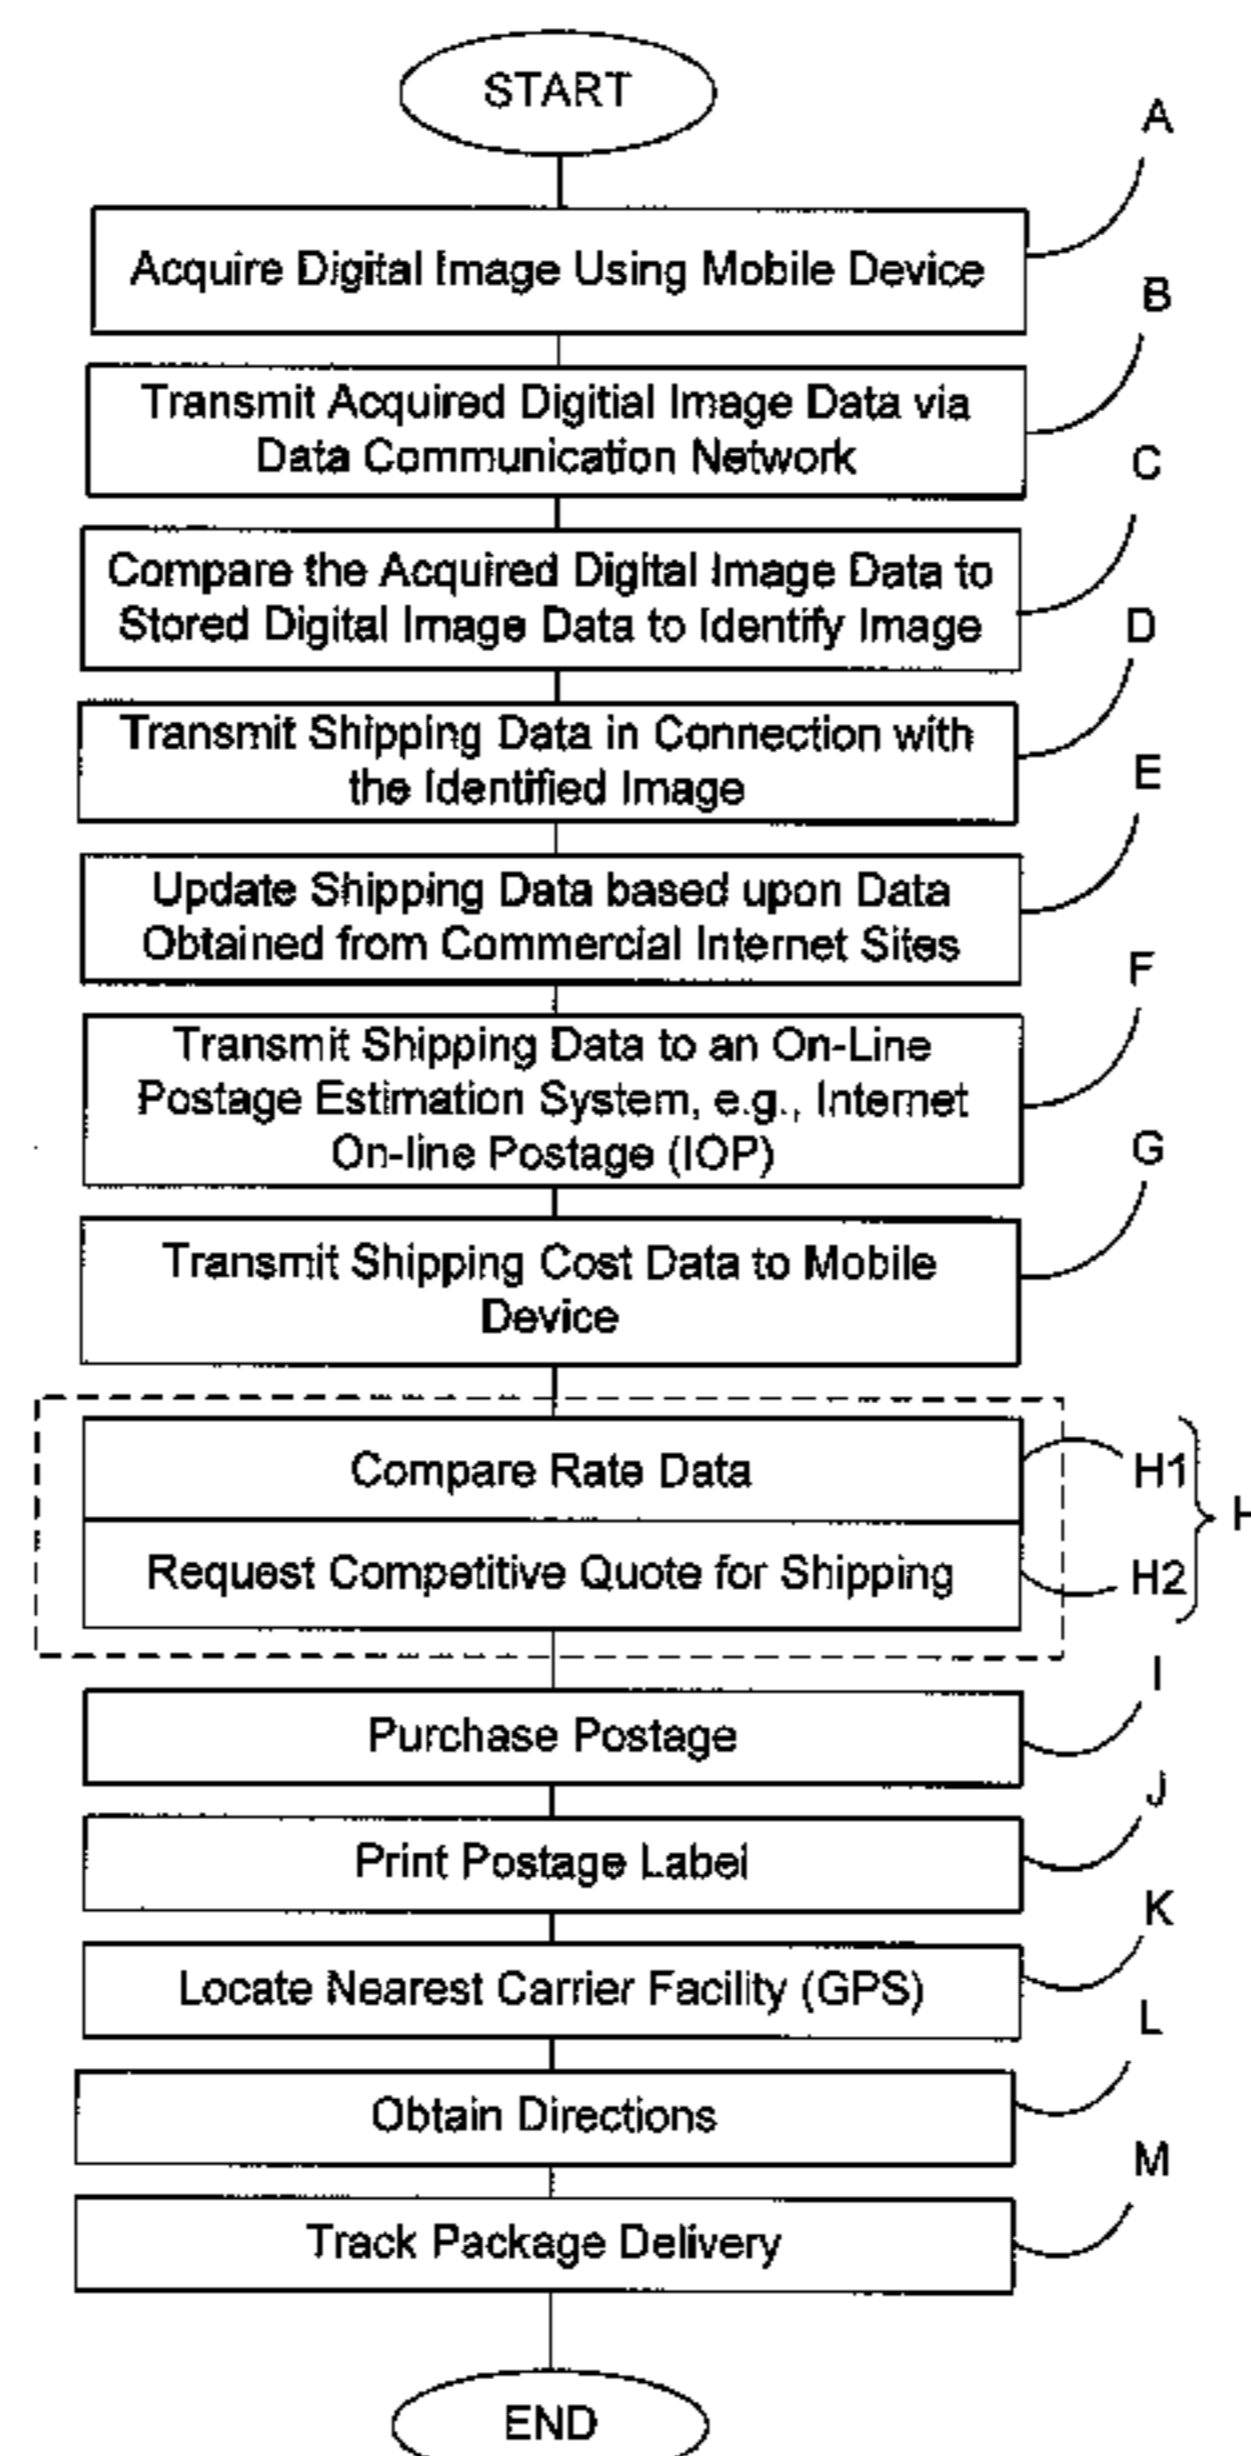 START
A
Acquire Digital Image Using Mobile Device
B
Transmit Acquired Digitial Image Data via
Data Communication Network
C
Compare the Acquired Digital Image Data to
Stored Digital Image Data to Identify Image
D
Transmit Shipping Data in Connection with
the Identified Image
E
Update Shipping Data based upon Data
Obtained from Commercial Internet Sites
F
Transmit Shipping Data to an On-Line
Postage Estimation System, e.g., Internet
On-line Postage (IOP)
G
Transmit Shipping Cost Data to Mobile
Device
Compare Rate Data
H1
H
Request Competitive Quote for Shipping
H2
I
Purchase Postage
J
Print Postage Label
K
Locate Nearest Carrier Facility (GPS)
L
Obtain Directions
M
Track Package Delivery
END